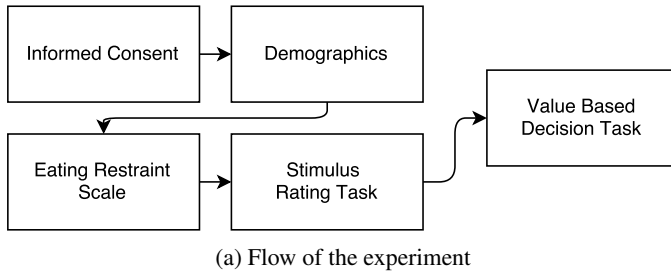 Informed Consent
Demographics
Value Based
Decision Task
Eating Restraint
Scale
Stimulus
Rating Task
(a) Flow of the experiment